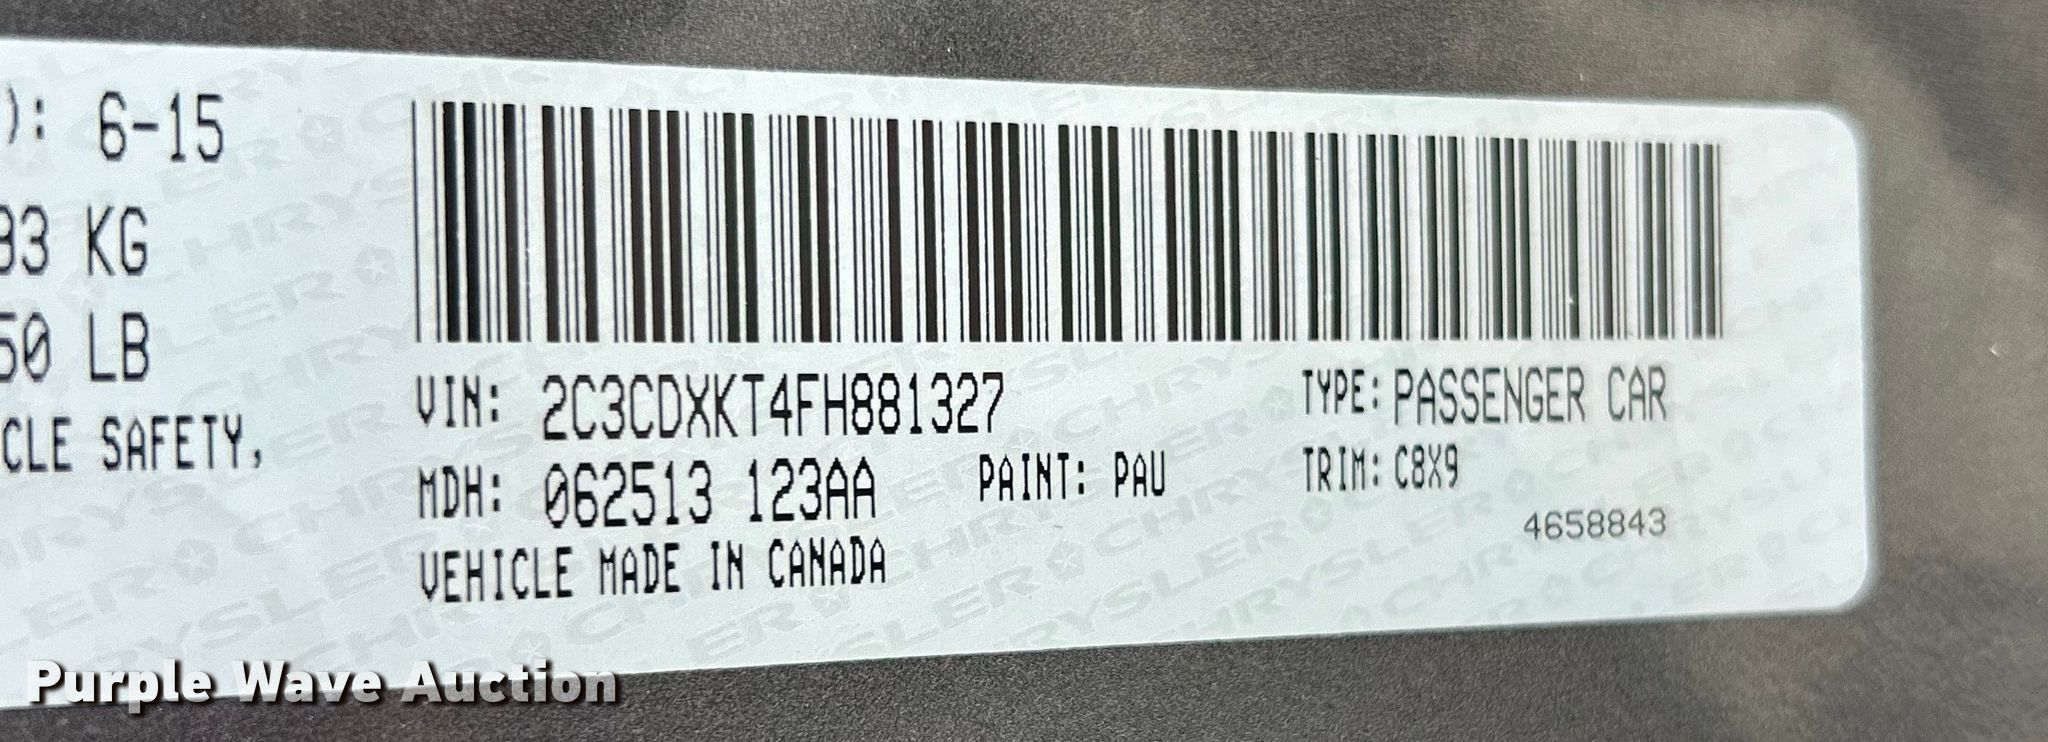 ): 6-15
93 KG
50 LB
CLE SAFETY,
VIN: 2C3CDXKT4FH881327
TYPE: PASSENGER CAR
MDH: 062513 123AA
PAINT: PAU
TRIM: C8X9
VEHICLE MADE IN CANADA
4658843
Purple Wave Auction